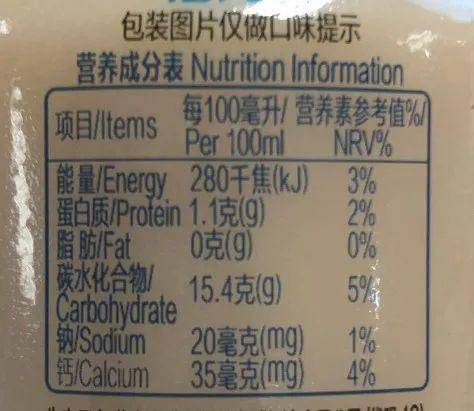 包装图片仅做口味提示
营养成分表 Nutrition Information
项目/Items 每100毫升/ Per 100ml 营养素参考值%/ NRV%
能量/Energy 280千焦(kJ) 3%
蛋白质/Protein 1.1克(g) 2%
脂 肪/Fat 0克(g) 0%
碳水化合物/ Carbohydrate 15.4克(g) 5%
钠/Sodium 20毫克(mg) 1%
钙/Calcium 35毫克(mg) 4%